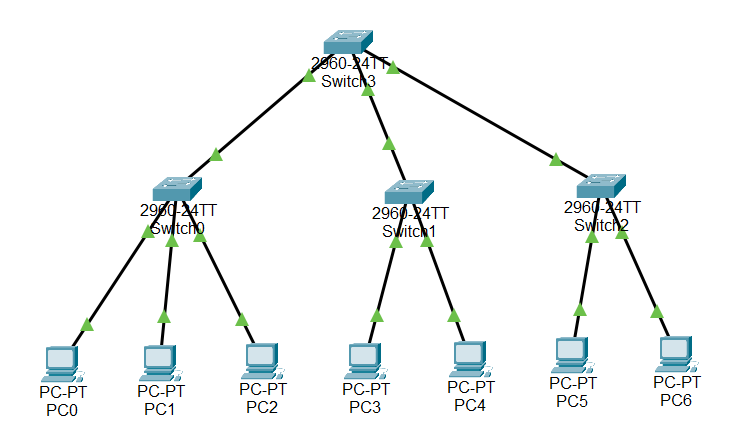 2960-24TT
Switch3
2960-24TT
Switch0
2960-24TT
Switch1
2960-24TT
Switch2
PC-PT
PC0
PC-PT
PC1
PC-PT
PC2
PC-PT
PC3
PC-PT
PC4
PC-PT
PC5
PC-PT
PC6